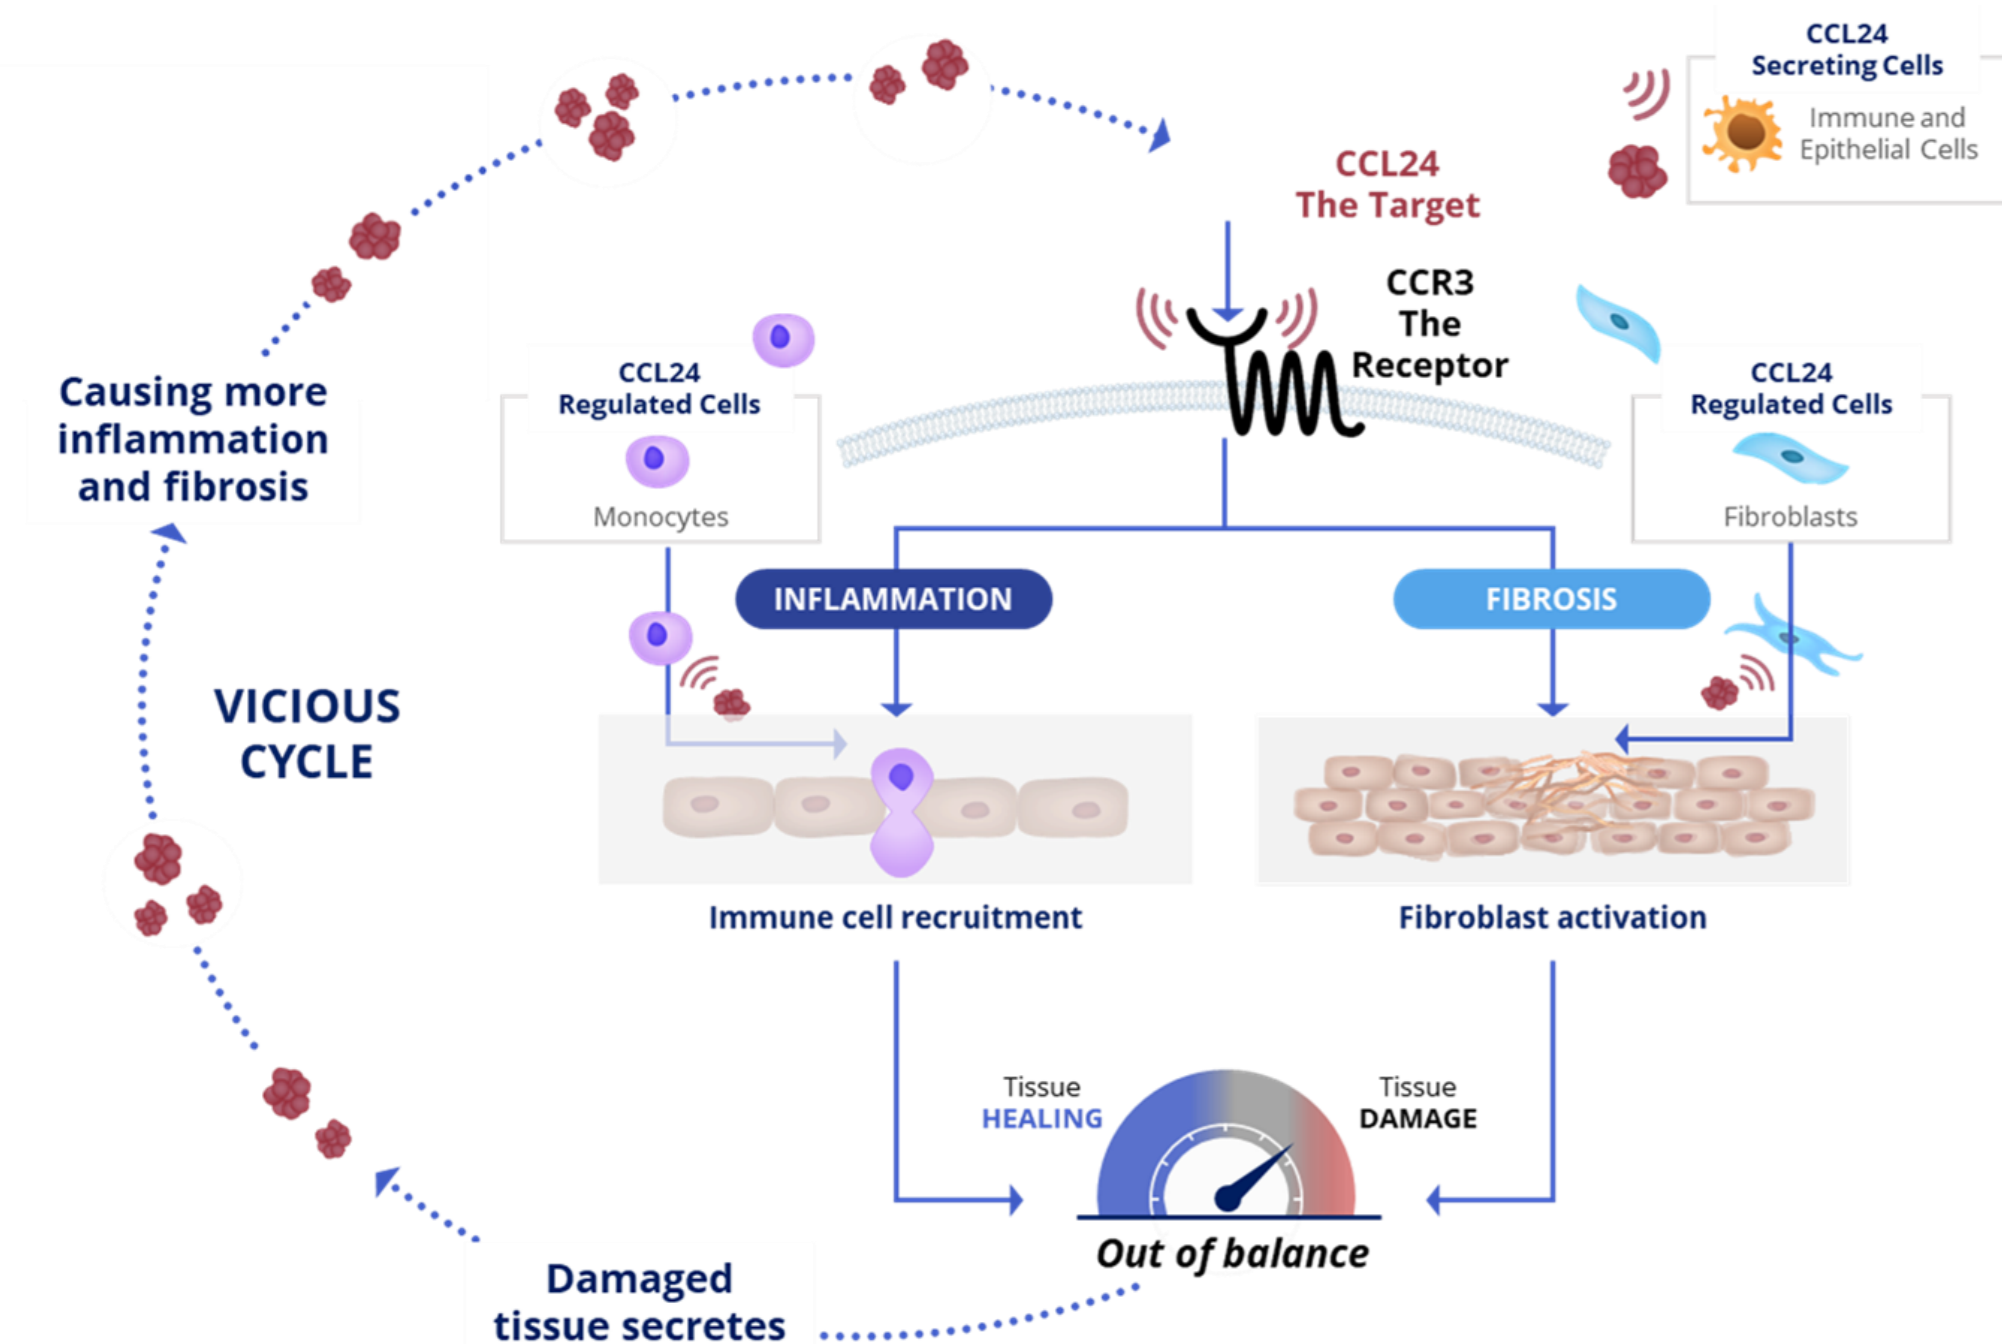 CCL24
Secreting Cells
Immune and
Epithelial Cells
CCL24
The Target
CCR3
The
Receptor
CCL24
Regulated Cells
Monocytes
CCL24
Regulated Cells
Fibroblasts
Causing more
inflammation
and fibrosis
INFLAMMATION
FIBROSIS
VICIOUS
CYCLE
Immune cell recruitment
Fibroblast activation
Tissue
HEALING
Tissue
DAMAGE
Out of balance
Damaged
tissue secretes